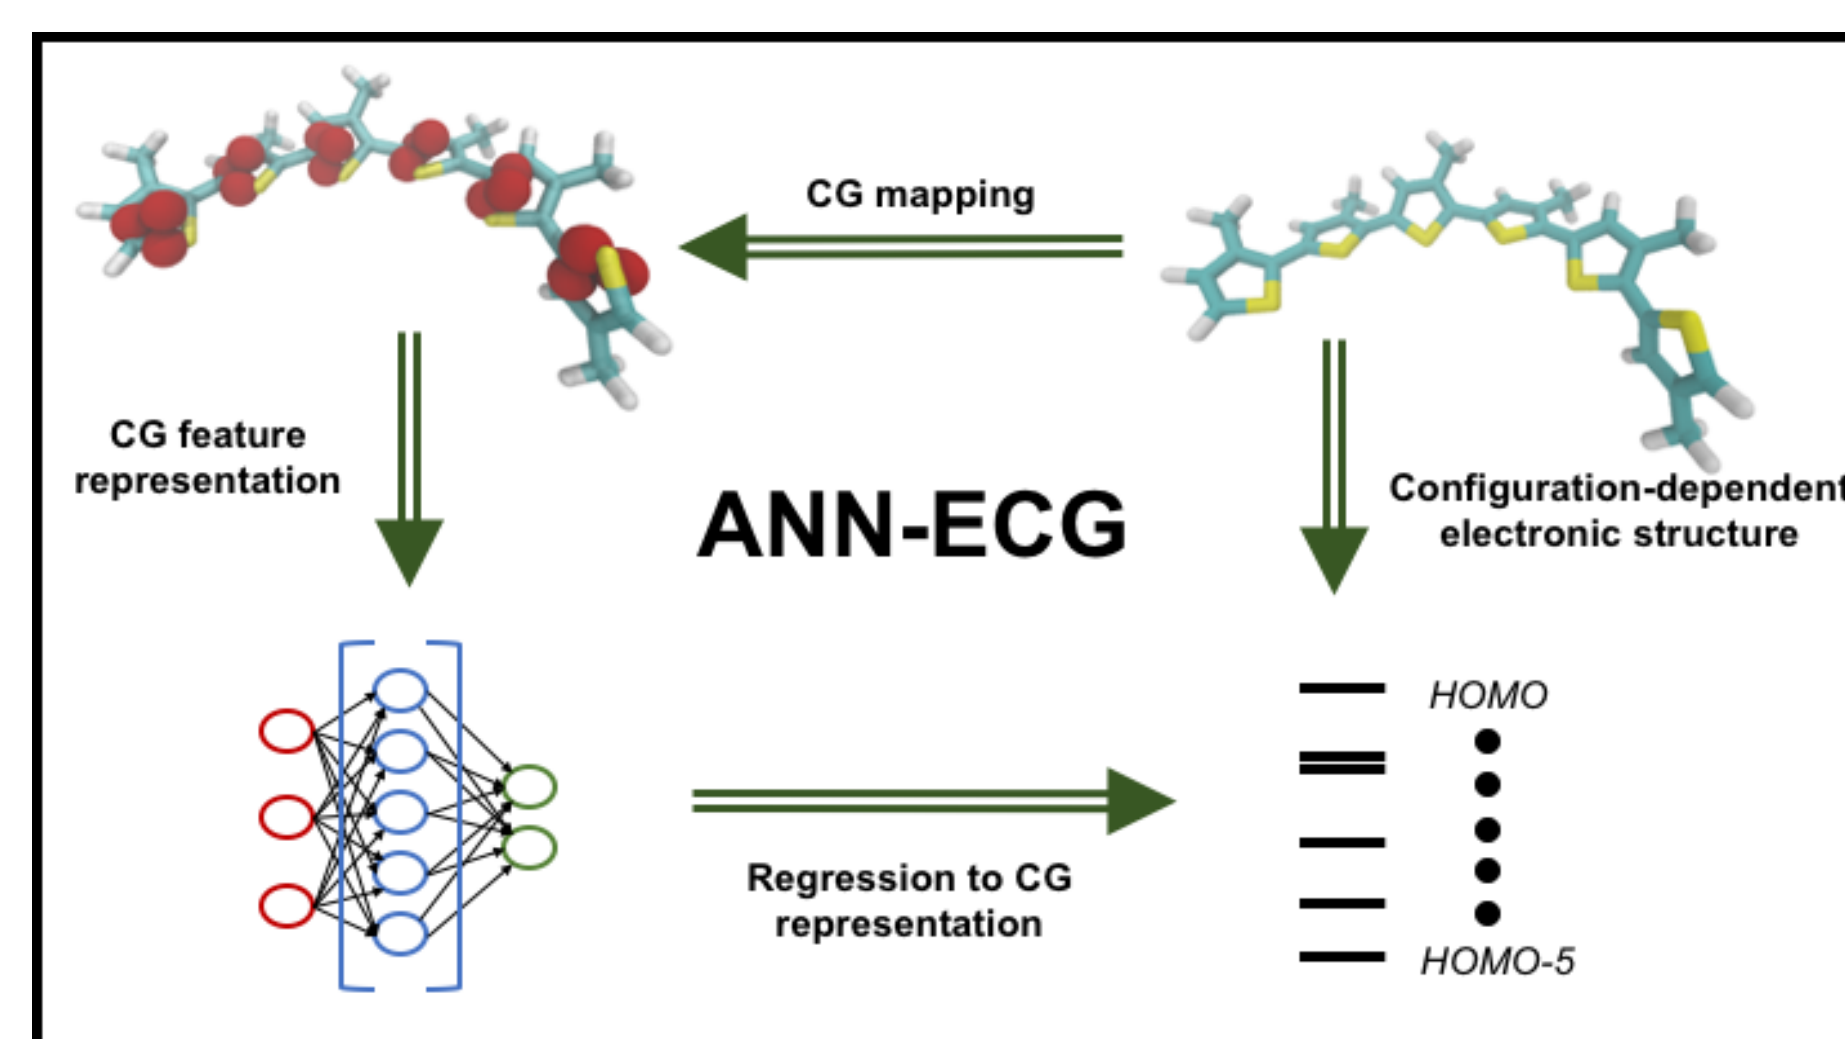 CG mapping
CG feature
representation
ANN-ECG
Configuration-dependent
electronic structure
HOMO
HOMO-5
Regression to CG
representation